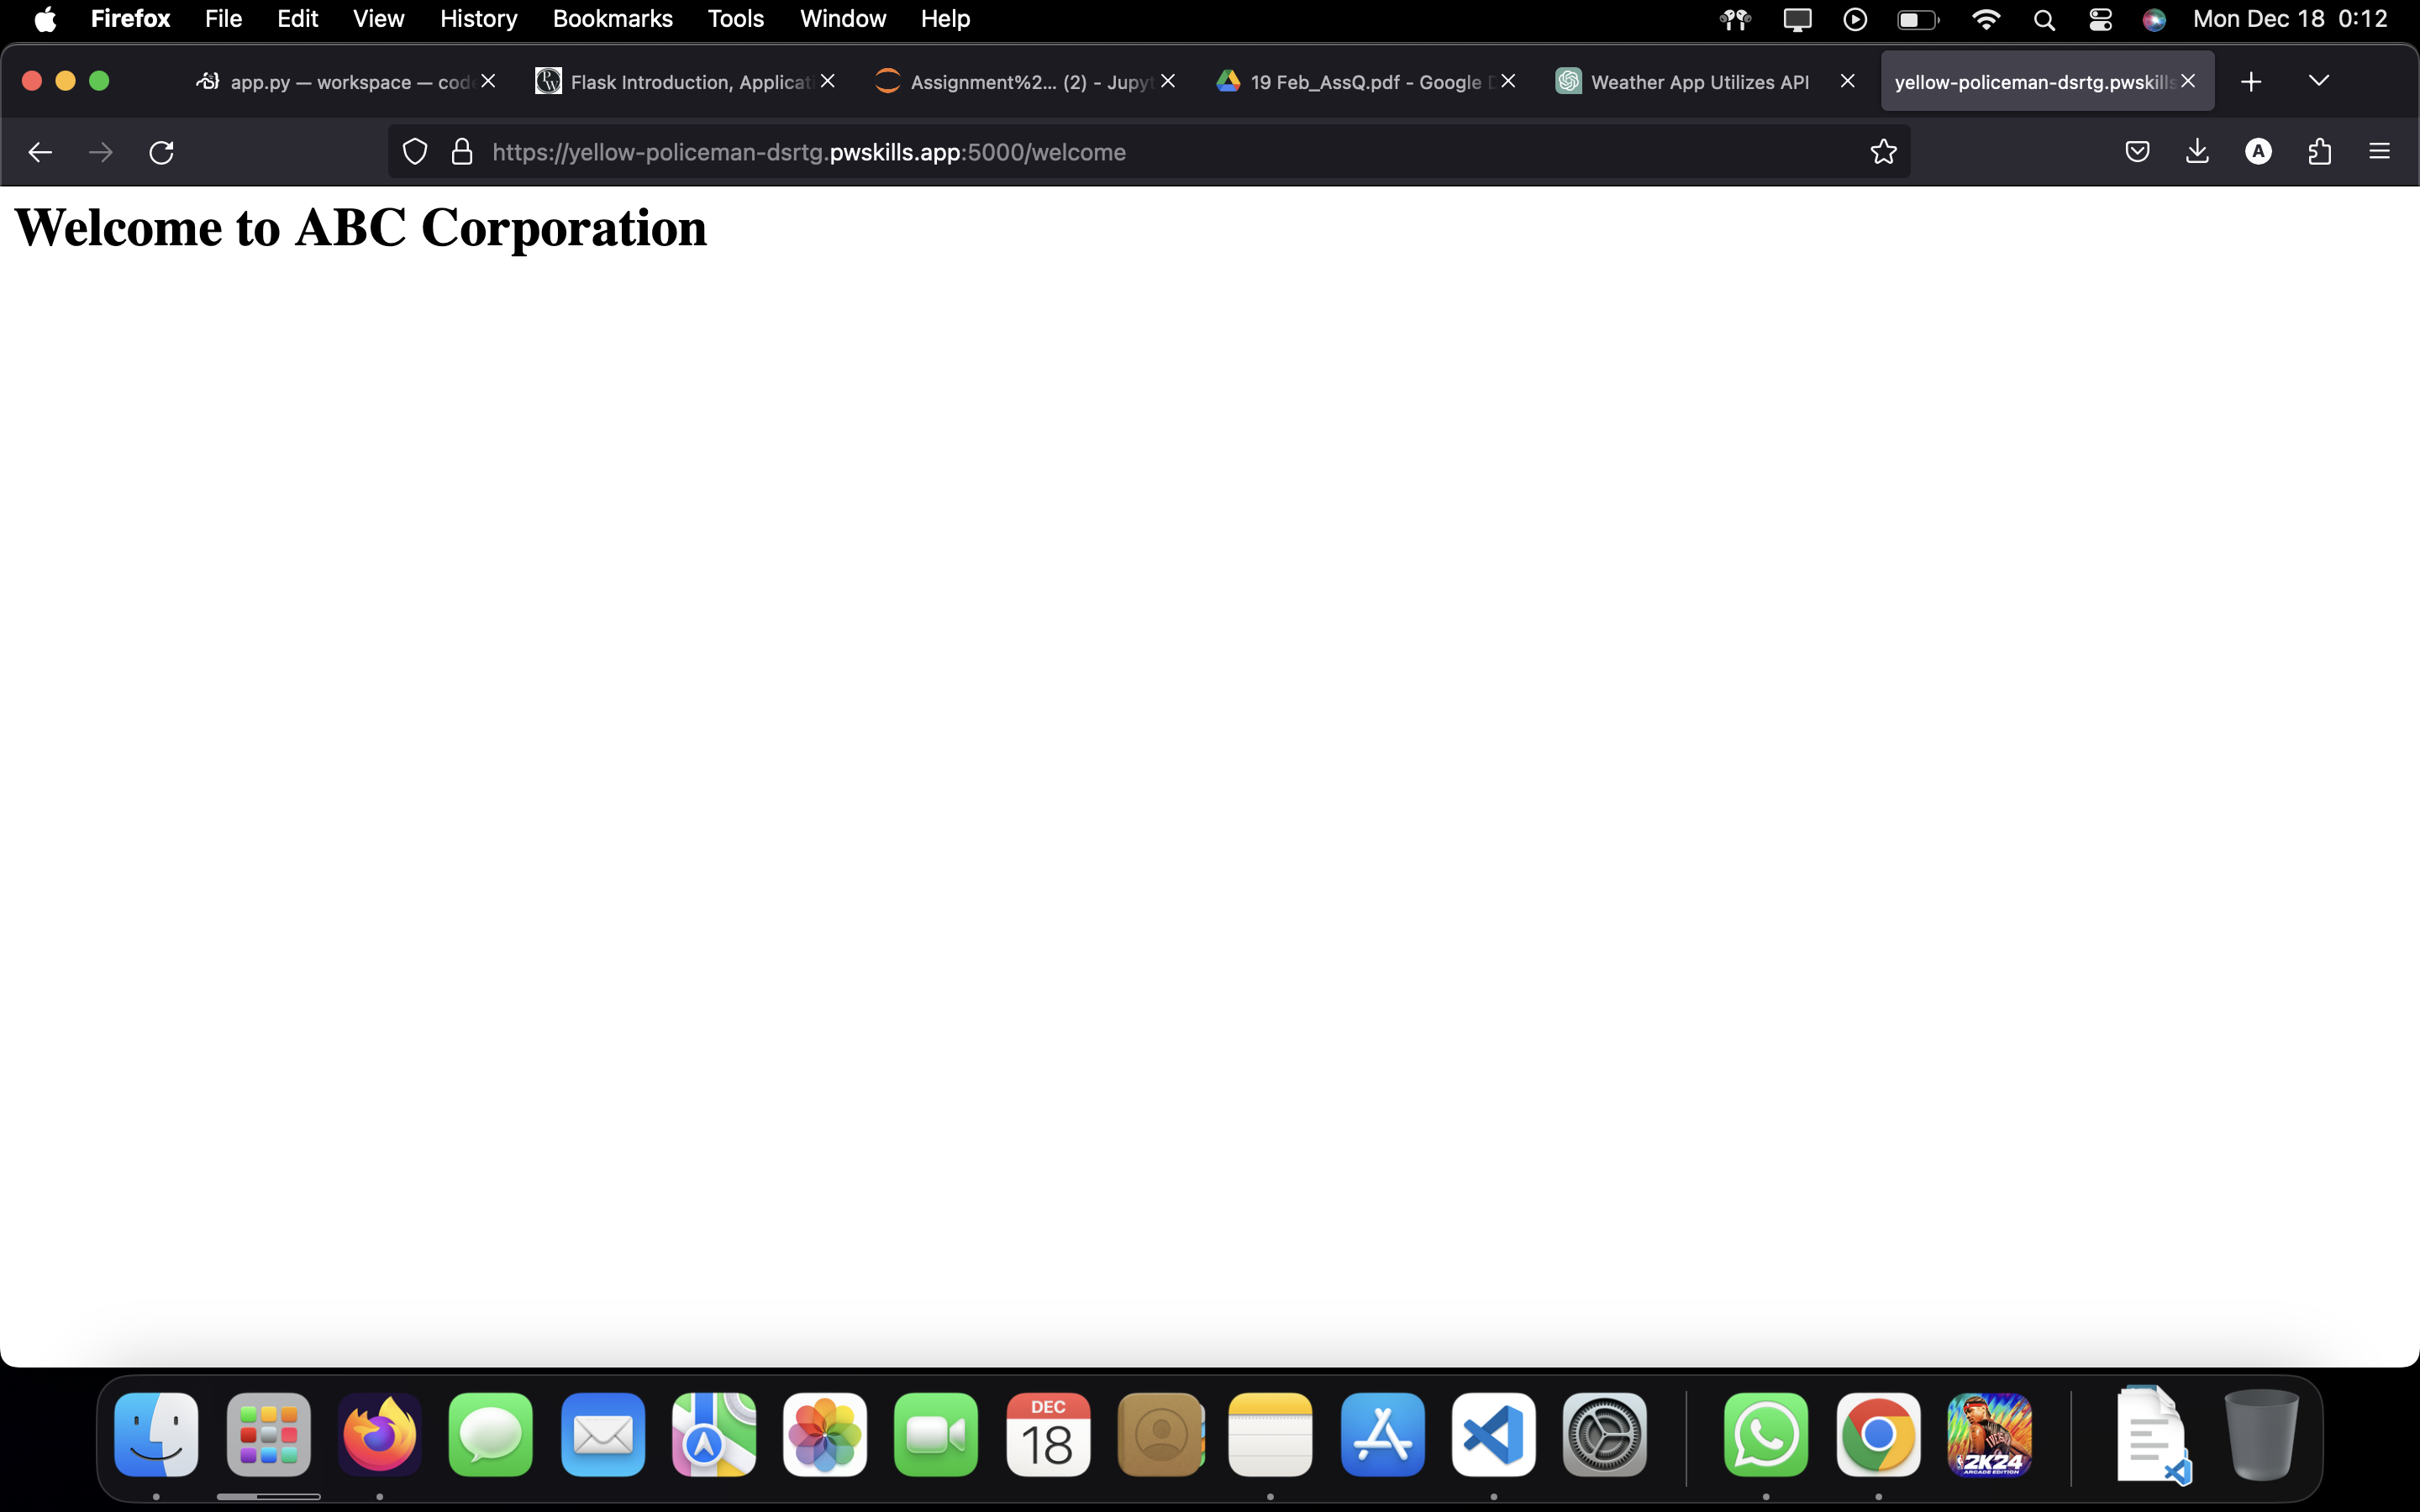 Firefox File Edit View History Bookmarks Tools Window Help Mon Dec 18 0:12
app.py — workspace — cod Flask Introduction, Applicat Assignment%2... (2) - Jupyt 19 Feb_AssQ.pdf - Google D Weather App Utilizes API yellow-policeman-dsrtg.pwskills
https://yellow-policeman-dsrtg.pwskills.app:5000/welcome A
Welcome to ABC Corporation
DEC
18
2K24
ARCADE EDITION